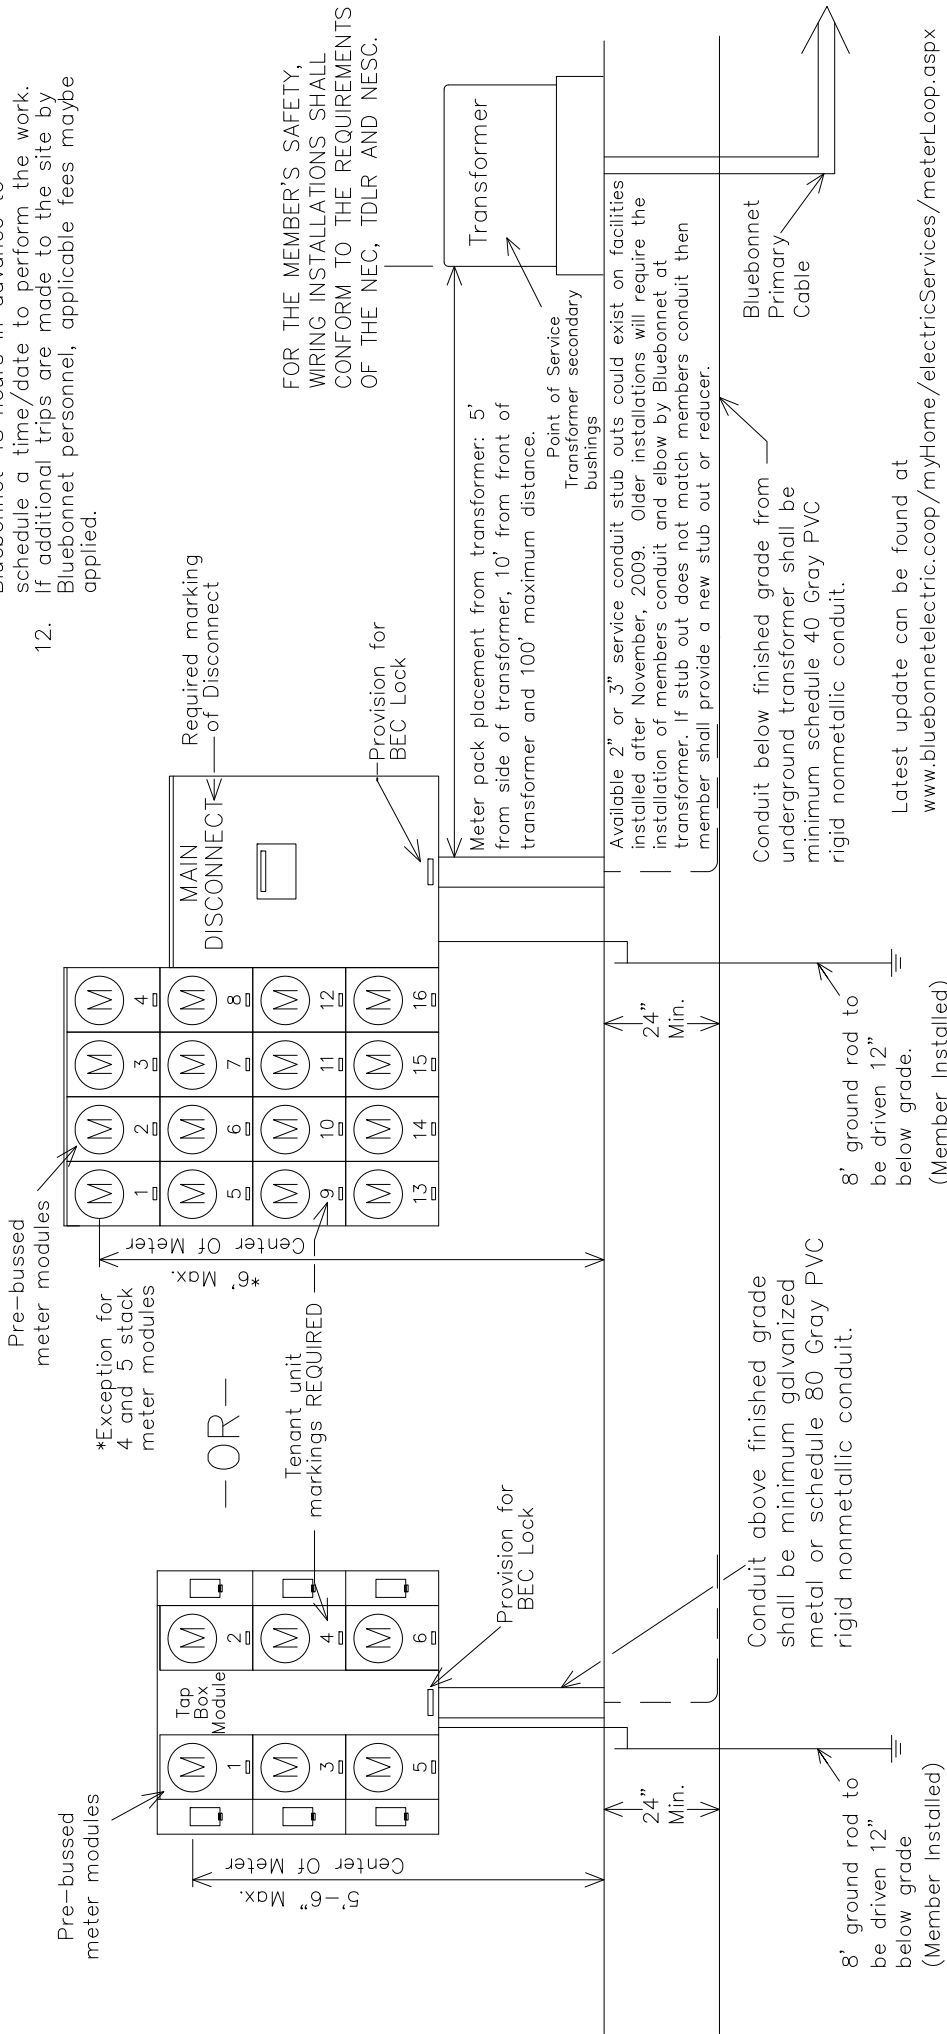 Bluebonnet 48 hours in advance to
schedule a time/date to perform the work.
12. If additional trips are made to the site by
Bluebonnet personnel, applicable fees maybe
applied.
FOR THE MEMBER'S SAFETY,
WIRING INSTALLATIONS SHALL
CONFORM TO THE REQUIREMENTS
OF THE NEC, TDLR AND NESC.
Pre-bussed
meter modules
Tap
Box
Module
M
1
M
2
M
3
M
4
M
5
M
6
5'-6" Max.
Center Of Meter
Provision for
BEC Lock
-OR-
*Exception for
4 and 5 stack
meter modules
Tenant unit
markings REQUIRED
Pre-bussed
meter modules
*6' Max.
Center Of Meter
M
1
M
2
M
3
M
4
M
5
M
6
M
7
M
8
M
9
M
10
M
11
M
12
M
13
M
14
M
15
M
16
MAIN
DISCONNECT
Required marking
of Disconnect
Provision for
BEC Lock
Transformer
Meter pack placement from transformer: 5'
from side of transformer, 10' from front of
transformer and 100' maximum distance.
Point of Service
Transformer secondary
bushings
Available 2" or 3" service conduit stub outs could exist on facilities
installed after November, 2009. Older installations will require the
installation of members conduit and elbow by Bluebonnet at
transformer. If stub out does not match members conduit then
member shall provide a new stub out or reducer.
24"
Min.
24"
Min.
Bluebonnet
Primary
Cable
Conduit above finished grade
shall be minimum galvanized
metal or schedule 80 Gray PVC
rigid nonmetallic conduit.
Conduit below finished grade from
underground transformer shall be
minimum schedule 40 Gray PVC
rigid nonmetallic conduit.
8' ground rod to
be driven 12"
below grade
(Member Installed)
8' ground rod to
be driven 12"
below grade.
(Member Installed)
Latest update can be found at
www.bluebonnetelectric.coop/myHome/electricServices/meterLoop.aspx